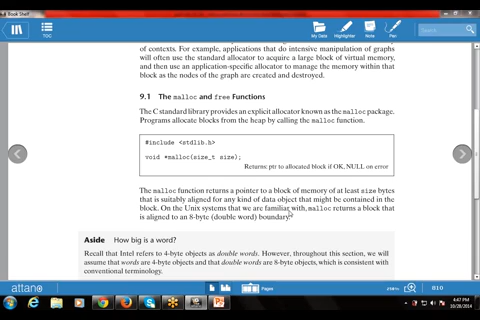 Book Shelf
TOC
My Data
Highlighter
Note
Pen
Search
of contexts. For example, applications that do intensive manipulation of graphs
will often use the standard allocator to acquire a large block of virtual memory,
and then use an application-specific allocator to manage the memory within that
block as the nodes of the graph are created and destroyed.
9.1 The malloc and free Functions
The C standard library provides an explicit allocator known as the malloc package.
Programs allocate blocks from the heap by calling the malloc function.
#include <stdlib.h>
void *malloc(size_t size);
Returns: ptr to allocated block if OK, NULL on error
The malloc function returns a pointer to a block of memory of at least size bytes
that is suitably aligned for any kind of data object that might be contained in the
block. On the Unix systems that we are familiar with, malloc returns a block that
is aligned to an 8-byte (double word) boundary.
Aside How big is a word?
Recall that Intel refers to 4-byte objects as double words. However, throughout this section, we will
assume that words are 4-byte objects and that double words are 8-byte objects, which is consistent with
conventional terminology.
attano
Pages
ZOOM
010
4:47 PM
10/28/2014